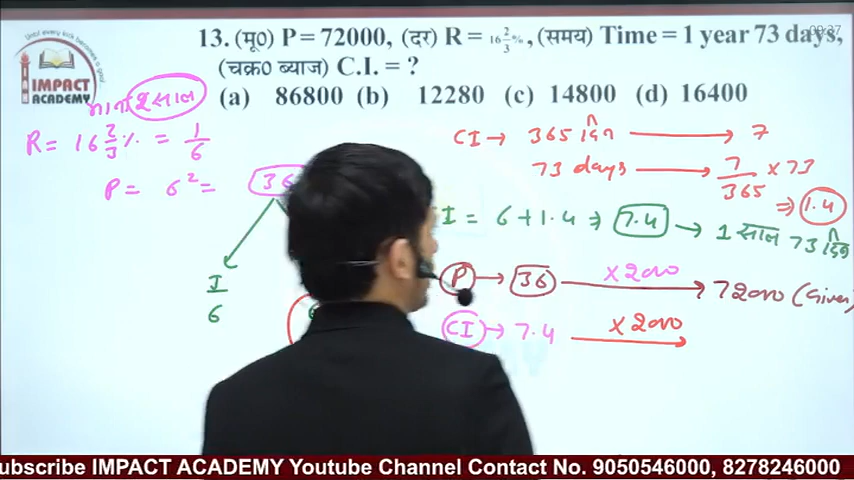 13. (मू०) P = 72000, (दर) R = 16 2/3 %, (समय) Time = 1 year 73 days,
(चक्र० ब्याज) C.I. = ?
(a) 86800 (b) 12280 (c) 14800 (d) 16400
IMPACT
ACADEMY
माना 2 साल
R = 16 2/3 % = 1/6
P = 6² = 36
I
6
CI → 365 दिन → 7
73 days → 7/365 × 73
⇒ 1.4
I = 6 + 1.4 ⇒ 7.4 → 1 साल 73 दिन
P → 36 ×2000 → 72000 (Given)
CI → 7.4 ×2000 →
ubscribe IMPACT ACADEMY Youtube Channel Contact No. 9050546000, 8278246000